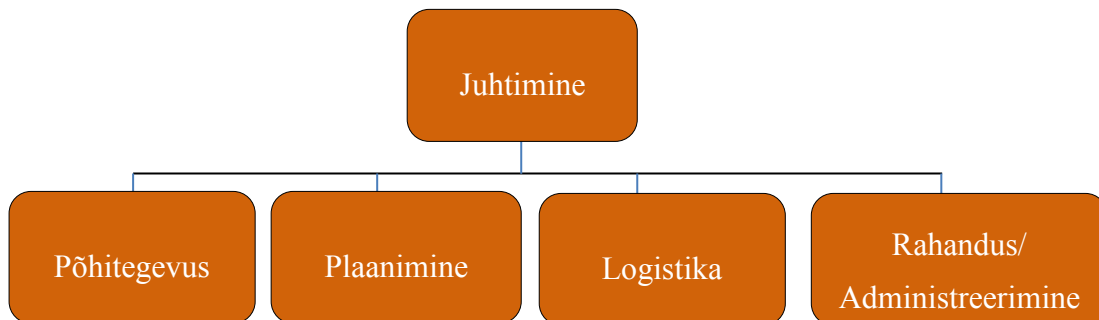 Juhtimine
Põhitegevus
Plaanimine
Logistika
Rahandus/
Administreerimine